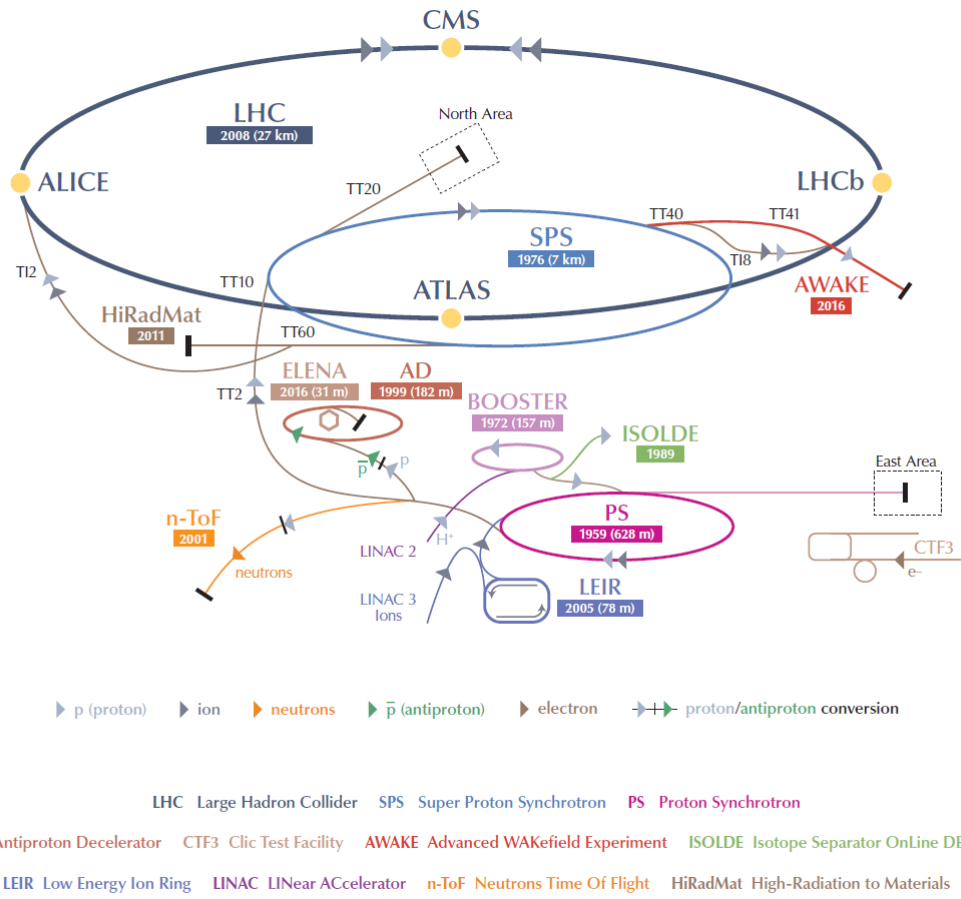 CMS
LHC
2008 (27 km)
North Area
ALICE
LHCb
TT20
TT40
TT41
SPS
1976 (7 km)
TI8
TI2
TT10
ATLAS
AWAKE
2016
HiRadMat
2011
TT60
ELENA
2016 (31 m)
AD
1999 (182 m)
TT2
BOOSTER
1972 (157 m)
ISOLDE
1989
p
p̅
East Area
n-ToF
2001
PS
1959 (628 m)
H⁺
LINAC 2
neutrons
CTF3
e–
LEIR
2005 (78 m)
LINAC 3
Ions
p (proton) ion neutrons p̅ (antiproton) electron proton/antiproton conversion
LHC Large Hadron Collider SPS Super Proton Synchrotron PS Proton Synchrotron
Antiproton Decelerator CTF3 Clic Test Facility AWAKE Advanced WAKefield Experiment ISOLDE Isotope Separator OnLine DE
LEIR Low Energy Ion Ring LINAC LINear ACcelerator n-ToF Neutrons Time Of Flight HiRadMat High-Radiation to Materials